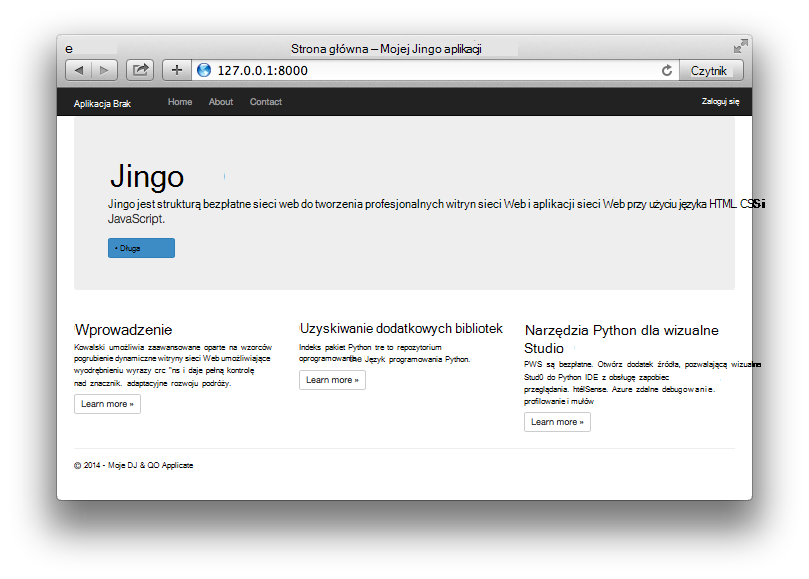 e
Strona główna – Mojej Jingo aplikacji
127.0.0.1:8000
Czytnik
Aplikacja Brak Home About Contact Zaloguj się
Jingo
Jingo jest strukturą bezpłatne sieci web do tworzenia profesjonalnych witryn sieci Web i aplikacji sieci Web przy użyciu języka HTML CSS i
JavaScript.
• Długa
Wprowadzenie
Kowalski umożliwia zaawansowane oparte na wzorców
pogrubienie dynamiczne witryny sieci Web umożliwiające
wyodrębnieniu wyrazy crc "ns i daje pełną kontrolę
nad znacznik. adaptacyjne rozwoju podróży.
Learn more »
Uzyskiwanie dodatkowych bibliotek
Indeks pakiet Python tre to repozytorium
oprogramowanie Język programowania Python.
Learn more »
Narzędzia Python dla wizualne
Studio
PWS są bezpłatne. Otwórz dodatek źródła, pozwalającą wizualne
Stud0 do Python IDE z obsługę zapobiec
przeglądania. htélSense. Azure zdalne debugowanie.
profilowanie i mułów
Learn more »
© 2014 - Moje DJ & QO Applicate